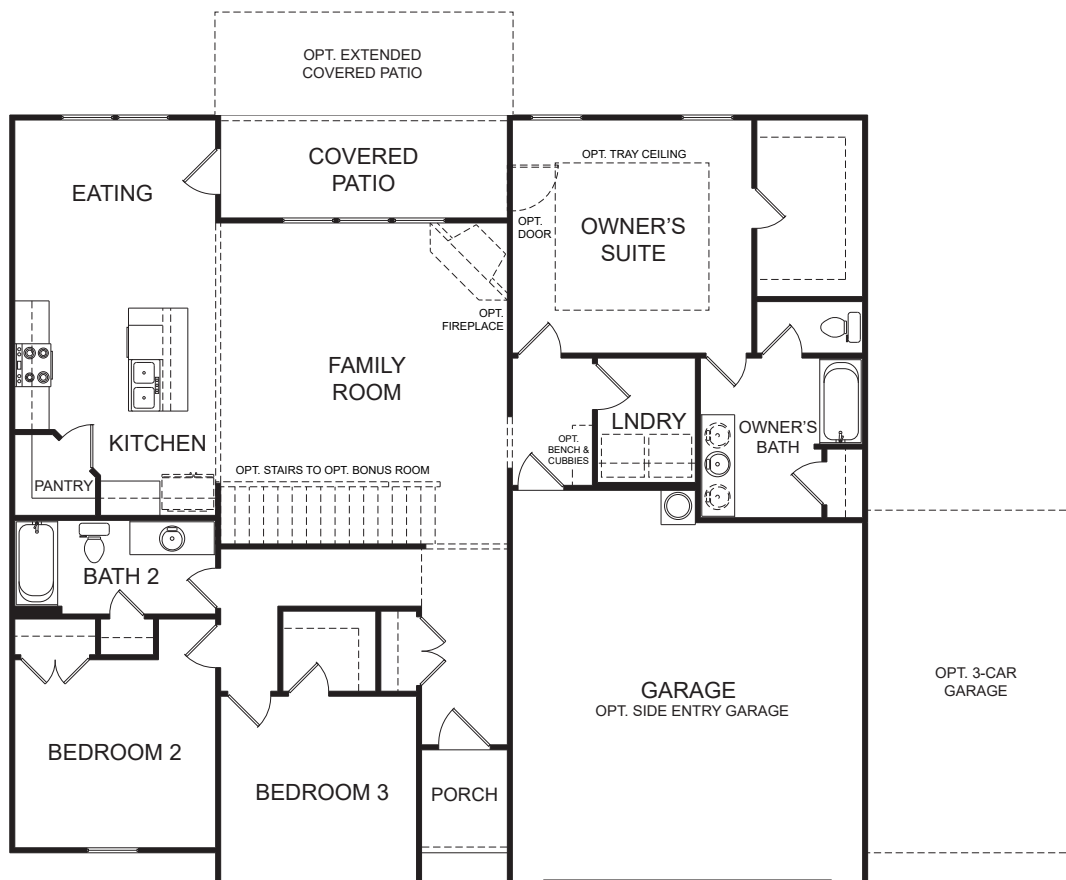 OPT. EXTENDED
COVERED PATIO
COVERED
PATIO
EATING
OPT. TRAY CEILING
OPT.
DOOR
OWNER'S
SUITE
OPT.
FIREPLACE
FAMILY
ROOM
KITCHEN
LNDRY
OPT.
BENCH &
CUBBIES
OWNER'S
BATH
OPT. STAIRS TO OPT. BONUS ROOM
PANTRY
BATH 2
OPT. 3-CAR
GARAGE
GARAGE
OPT. SIDE ENTRY GARAGE
BEDROOM 2
BEDROOM 3
PORCH